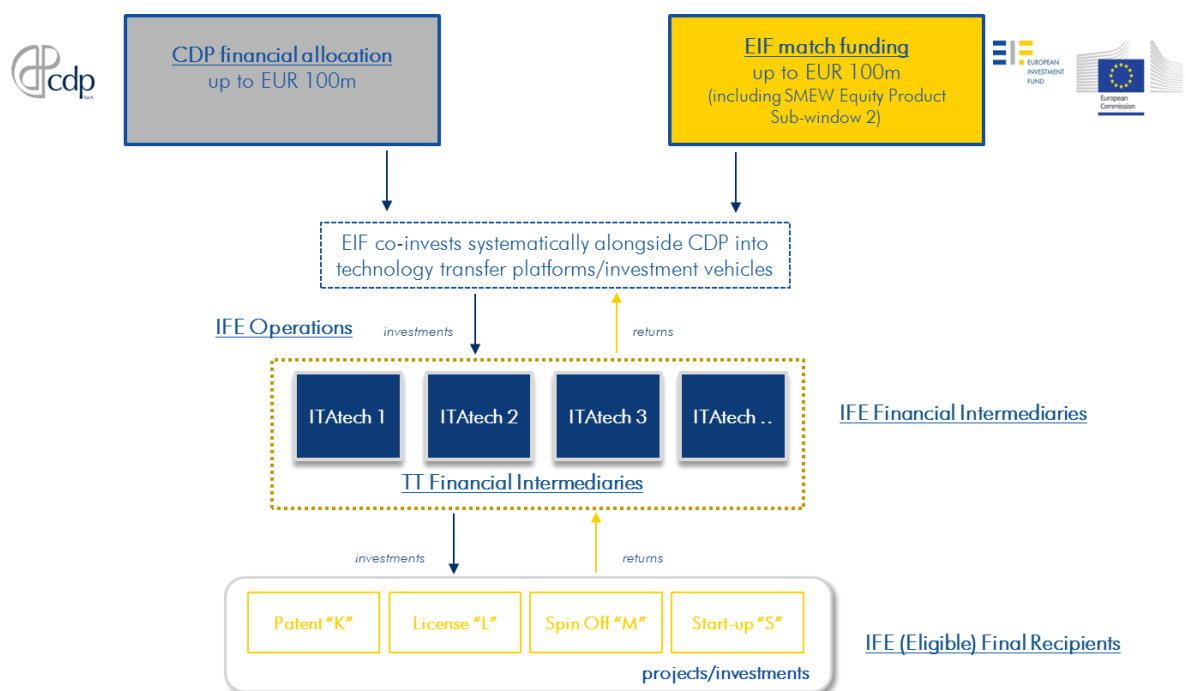 cdp
SpA
CDP financial allocation
up to EUR 100m
EIF match funding
up to EUR 100m
(including SMEW Equity Product
Sub-window 2)
EIF
EUROPEAN
INVESTMENT
FUND
European
Commission
EIF co-invests systematically alongside CDP into
technology transfer platforms/investment vehicles
IFE Operations
investments
returns
ITAtech 1
ITAtech 2
ITAtech 3
ITAtech ..
IFE Financial Intermediaries
TT Financial Intermediaries
investments
returns
Patent “K”
License “L”
Spin Off “M”
Start-up “S”
IFE (Eligible) Final Recipients
projects/investments